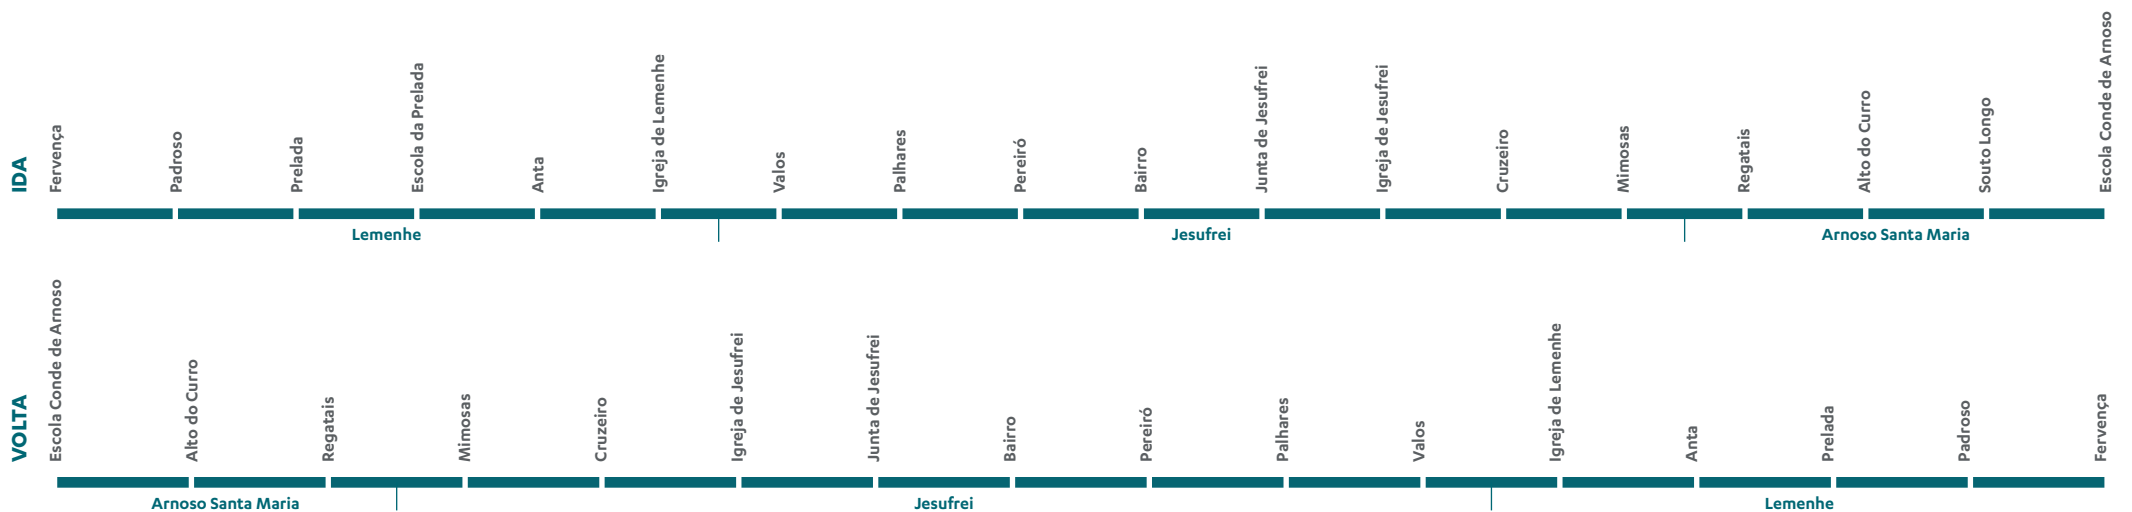 IDA
Fervença
Padroso
Prelada
Escola da Prelada
Anta
Igreja de Lemenhe
Valos
Palhares
Pereiró
Bairro
Junta de Jesufrei
Igreja de Jesufrei
Cruzeiro
Mimosas
Regatais
Alto do Curro
Souto Longo
Escola Conde de Arnoso
Lemenhe
Jesufrei
Arnoso Santa Maria
VOLTA
Escola Conde de Arnoso
Alto do Curro
Regatais
Mimosas
Cruzeiro
Igreja de Jesufrei
Junta de Jesufrei
Bairro
Pereiró
Palhares
Valos
Igreja de Lemenhe
Anta
Prelada
Padroso
Fervença
Arnoso Santa Maria
Jesufrei
Lemenhe